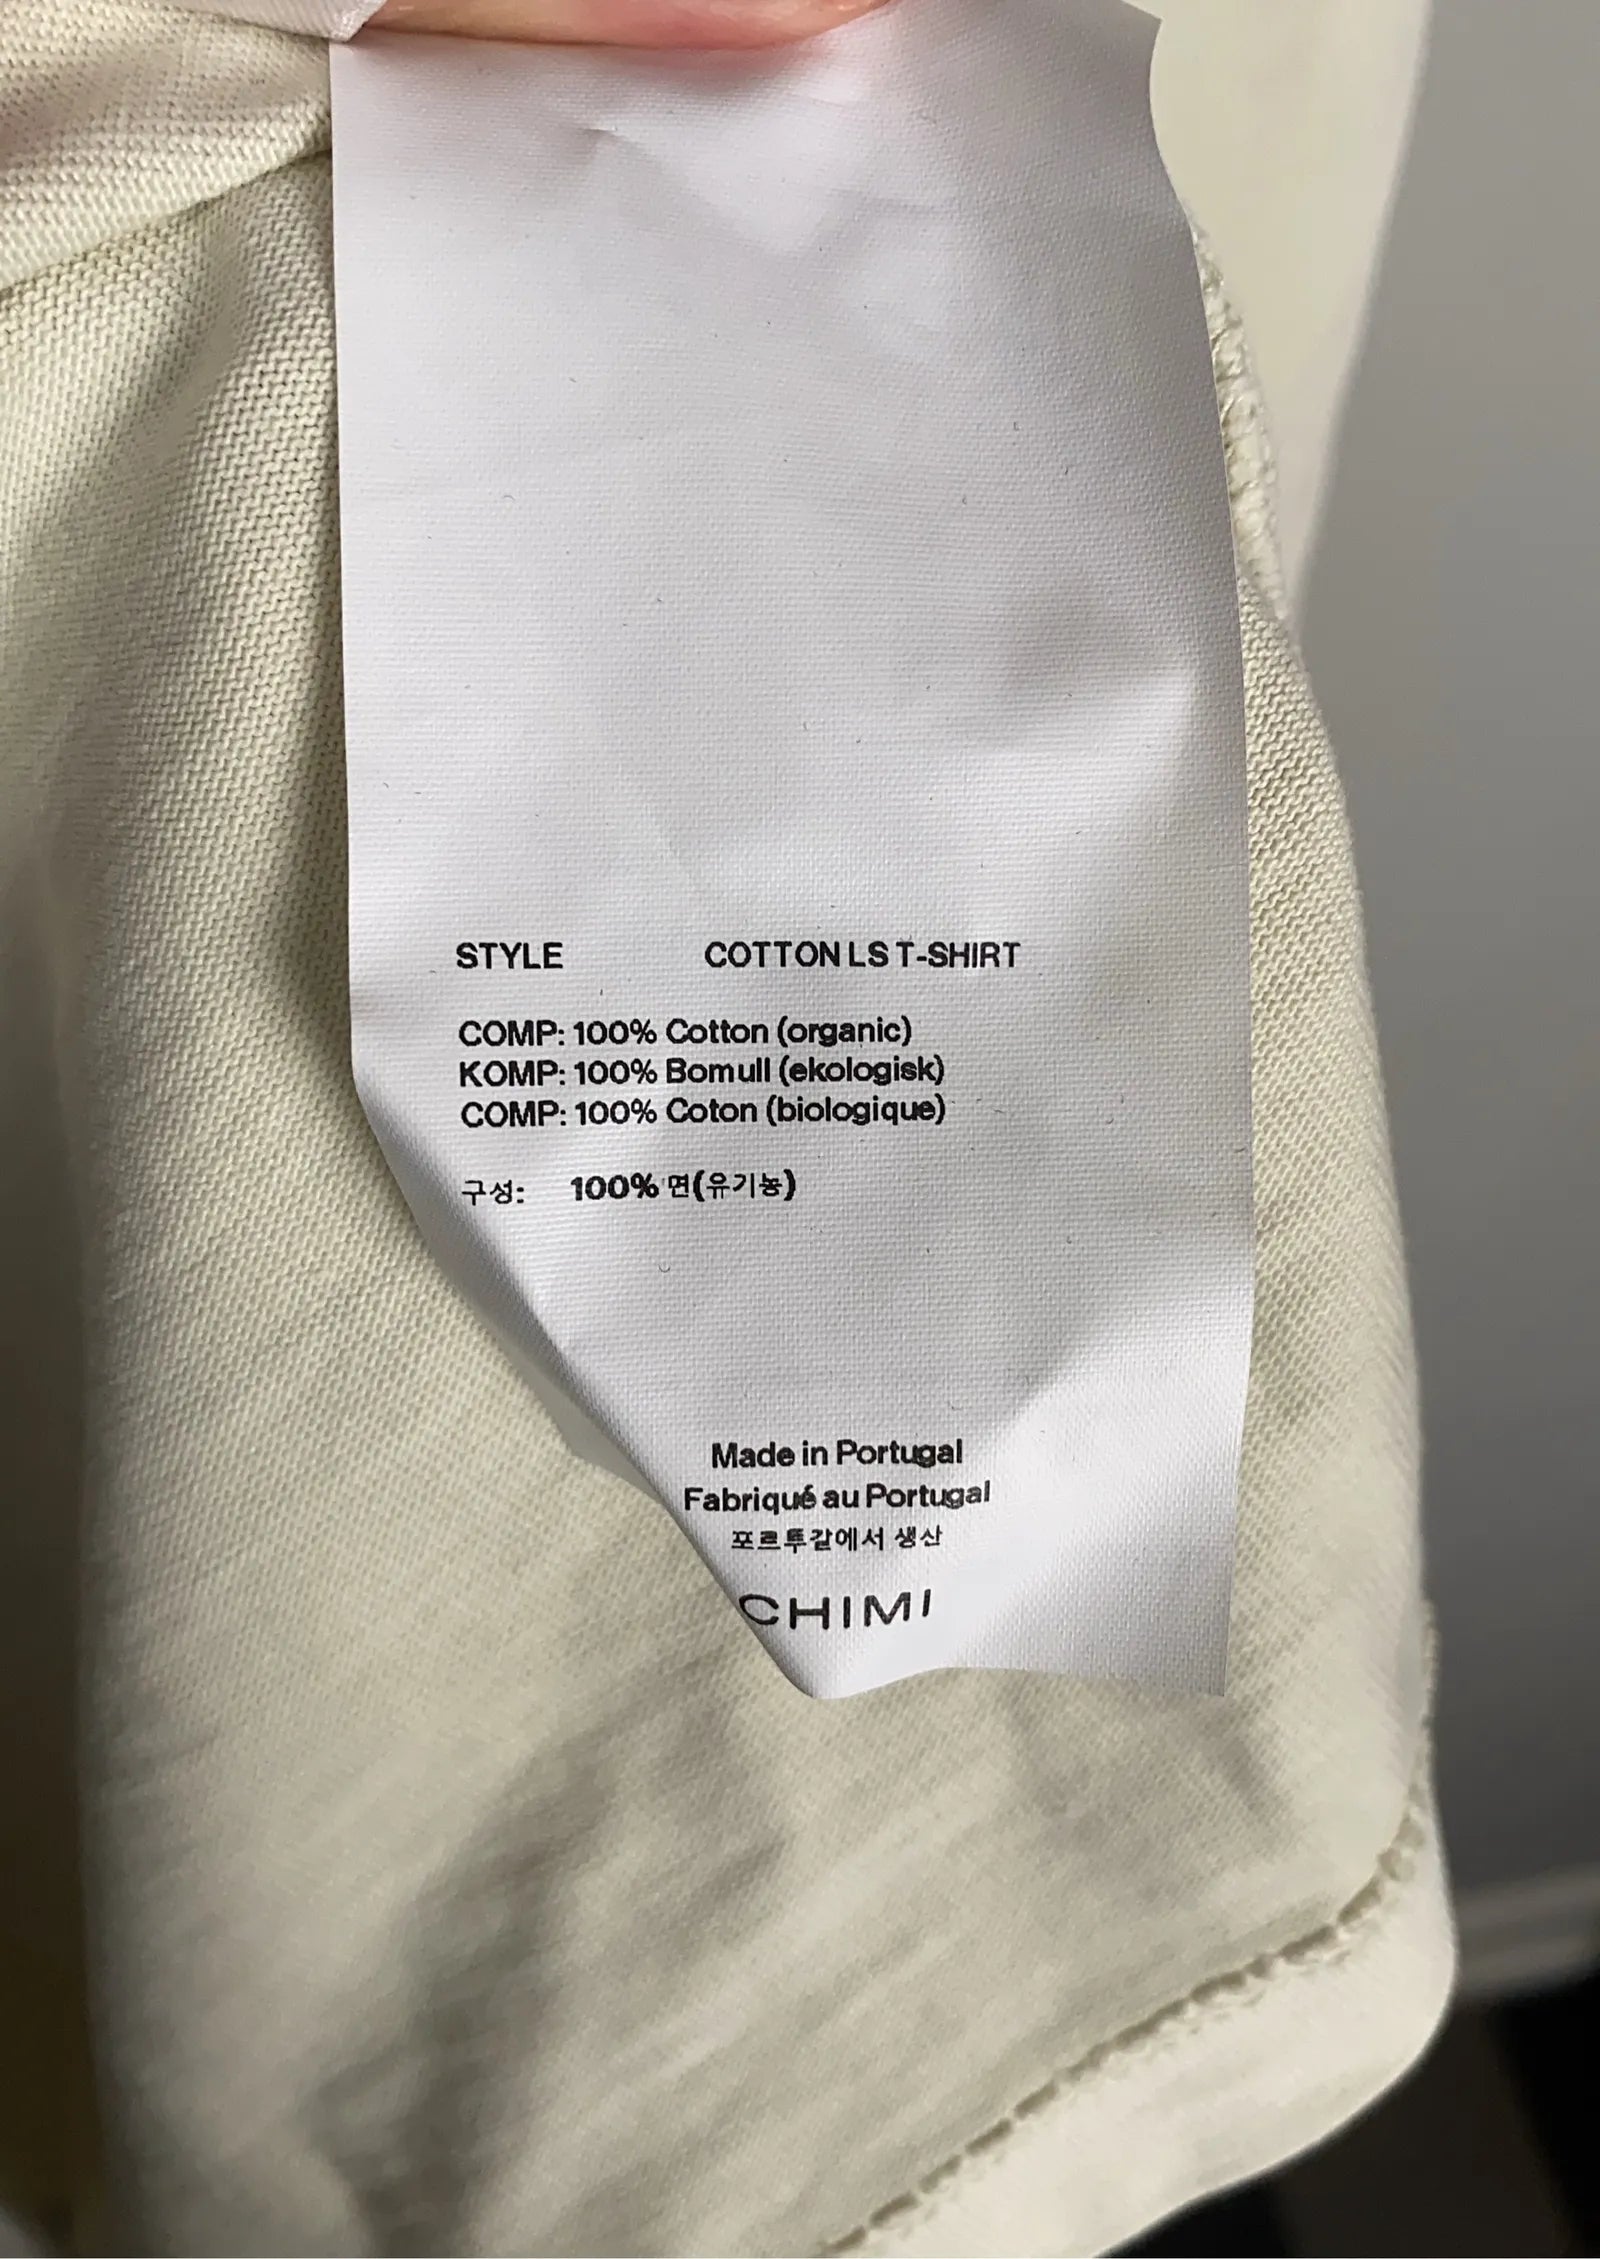 STYLE COTTON LS T-SHIRT
COMP: 100% Cotton (organic)
KOMP: 100% Bomull (ekologisk)
COMP: 100% Coton (biologique)
구성: 100% 면(유기농)
Made in Portugal
Fabriqué au Portugal
포르투갈에서 생산
CHIMI